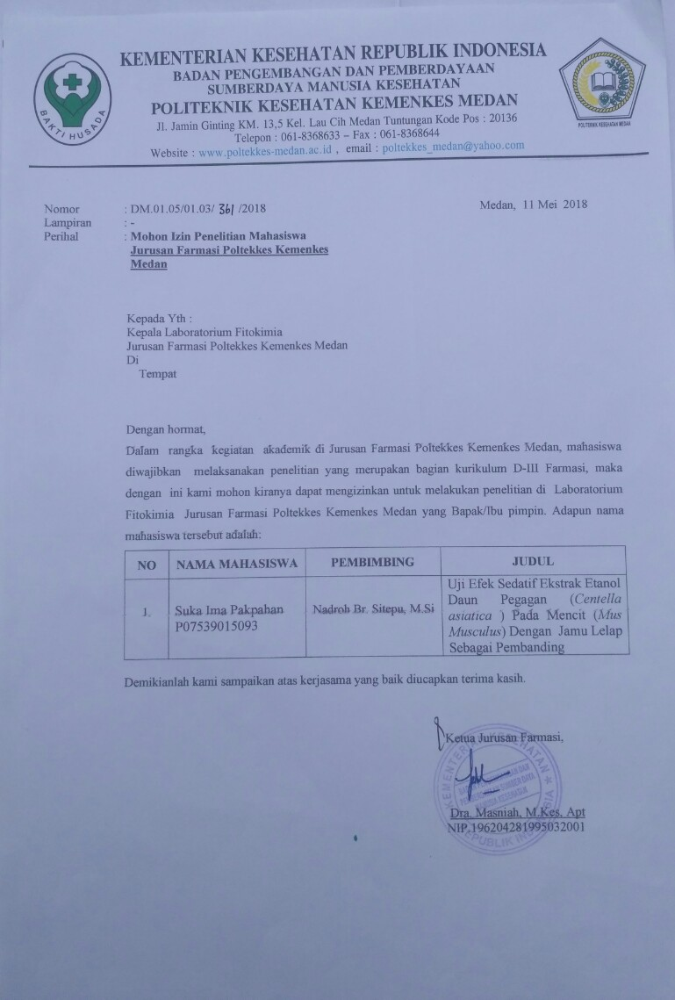 KEMENTERIAN KESEHATAN REPUBLIK INDONESIA
BADAN PENGEMBANGAN DAN PEMBERDAYAAN
SUMBERDAYA MANUSIA KESEHATAN
POLITEKNIK KESEHATAN KEMENKES MEDAN
Jl. Jamin Ginting KM. 13,5 Kel. Lau Cih Medan Tuntungan Kode Pos : 20136
Telepon : 061-8368633 – Fax : 061-8368644
Website : www.poltekkes-medan.ac.id , email : poltekkes_medan@yahoo.com
BAKTI HUSADA
POLITEKNIK KESEHATAN MEDAN
Nomor : DM.01.05/01.03/ 361 /2018 Medan, 11 Mei 2018
Lampiran : -
Perihal : Mohon Izin Penelitian Mahasiswa
Jurusan Farmasi Poltekkes Kemenkes
Medan
Kepada Yth :
Kepala Laboratorium Fitokimia
Jurusan Farmasi Poltekkes Kemenkes Medan
Di
Tempat
Dengan hormat,
Dalam rangka kegiatan akademik di Jurusan Farmasi Poltekkes Kemenkes Medan, mahasiswa
diwajibkan melaksanakan penelitian yang merupakan bagian kurikulum D-III Farmasi, maka
dengan ini kami mohon kiranya dapat mengizinkan untuk melakukan penelitian di Laboratorium
Fitokimia Jurusan Farmasi Poltekkes Kemenkes Medan yang Bapak/Ibu pimpin. Adapun nama
mahasiswa tersebut adalah:
NO NAMA MAHASISWA PEMBIMBING JUDUL
1. Suka Ima Pakpahan
P07539015093
Nadroh Br. Sitepu, M.Si
Uji Efek Sedatif Ekstrak Etanol
Daun Pegagan (Centella
asiatica ) Pada Mencit (Mus
Musculus) Dengan Jamu Lelap
Sebagai Pembanding
Demikianlah kami sampaikan atas kerjasama yang baik diucapkan terima kasih.
Ketua Jurusan Farmasi,
Dra. Masniah, M.Kes, Apt
NIP.196204281995032001
KEMENTERIAN KESEHATAN
REPUBLIK INDONESIA